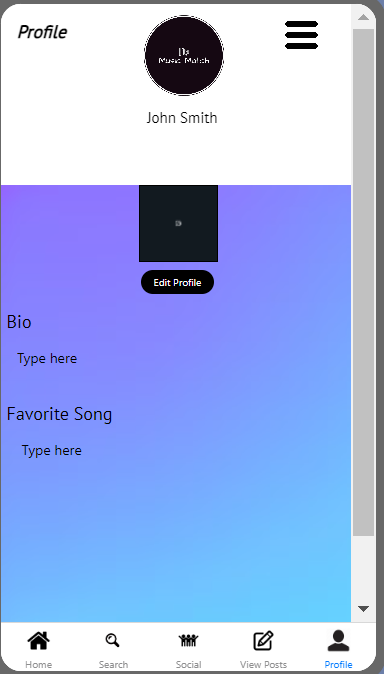 Profile
Music Match
John Smith
Edit Profile
Bio
Type here
Favorite Song
Type here
Home
Search
Social
View Posts
Profile